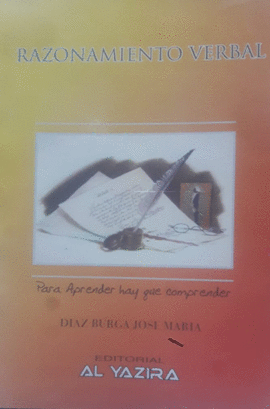 RAZONAMIENTO VERBAL
Para Aprender hay que comprender
DIAZ BURGA JOSE MARIA
EDITORIAL
AL YAZIRA